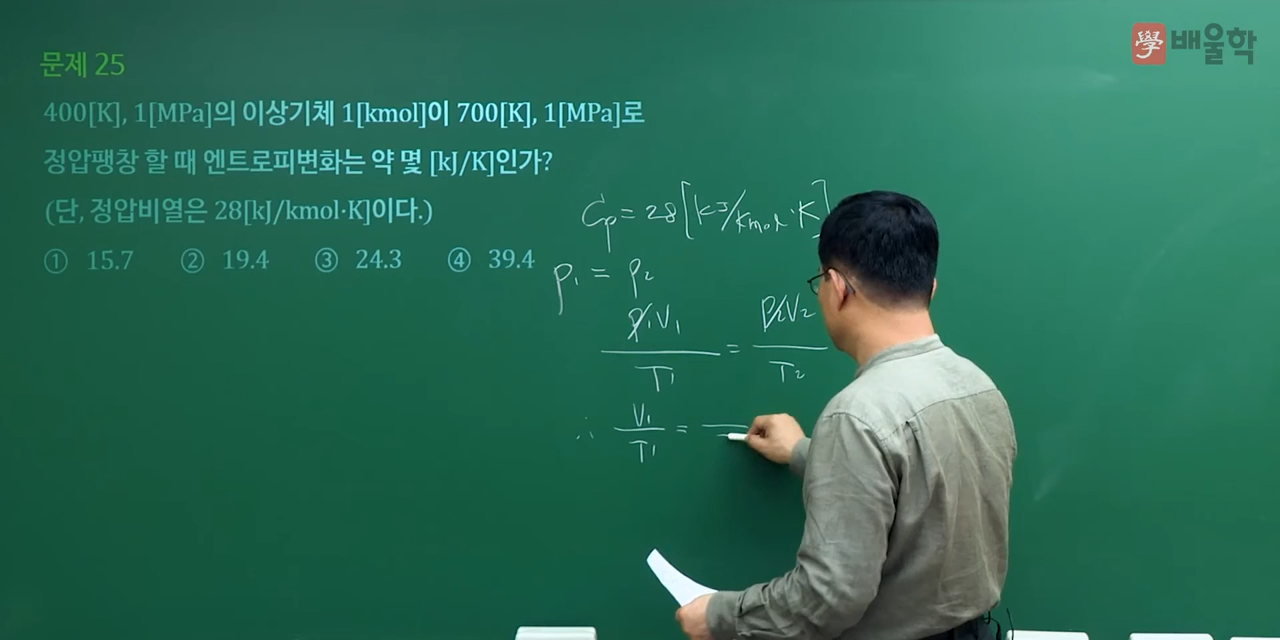 學 배울학
문제 25
400[K], 1[MPa]의 이상기체 1[kmol]이 700[K], 1[MPa]로
정압팽창 할 때 엔트로피변화는 약 몇 [kJ/K]인가?
(단, 정압비열은 28[kJ/kmol·K]이다.)
① 15.7 ② 19.4 ③ 24.3 ④ 39.4
Cp = 28 [kJ/kmol·K]
P1 = P2
P1V1/T1 = P2V2/T2
∴ V1/T1 =